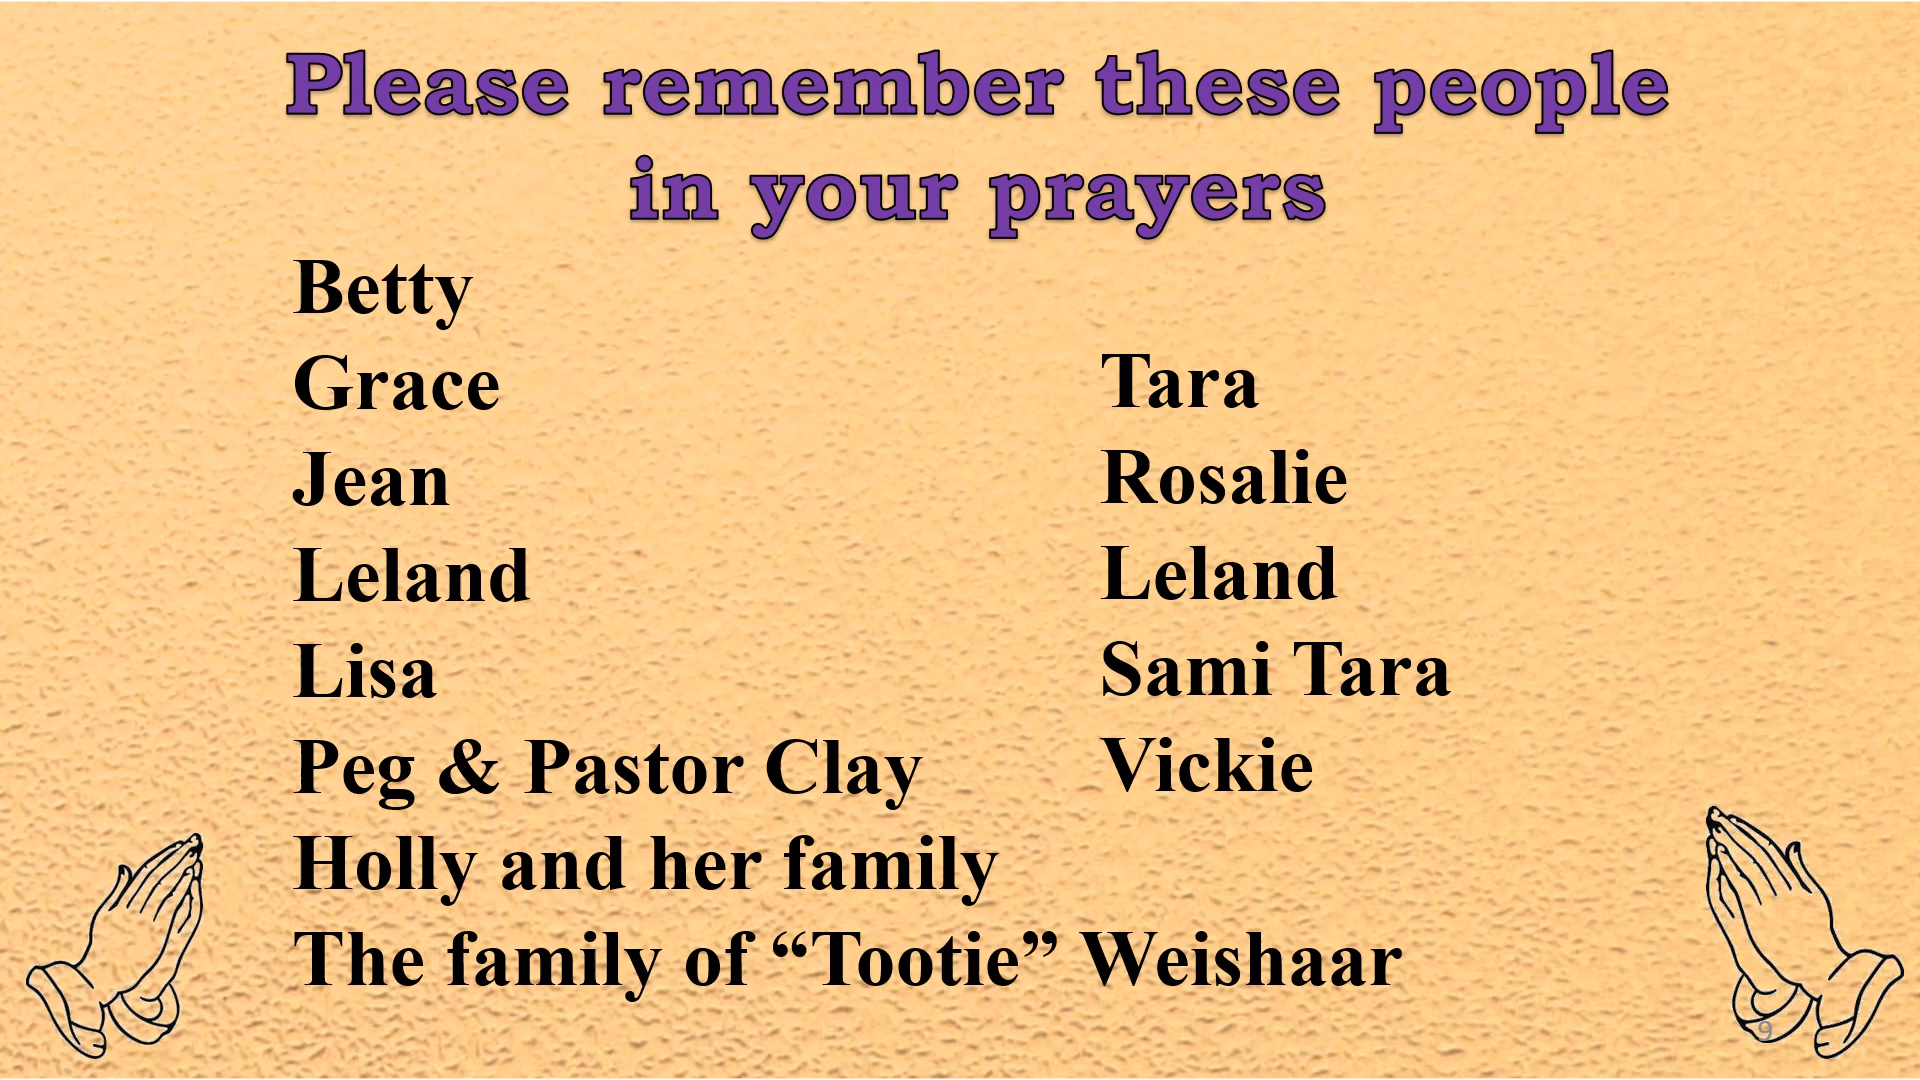 Please remember these people
in your prayers
Betty
Grace
Jean
Leland
Lisa
Peg & Pastor Clay
Holly and her family
The family of “Tootie” Weishaar
Tara
Rosalie
Leland
Sami Tara
Vickie
9